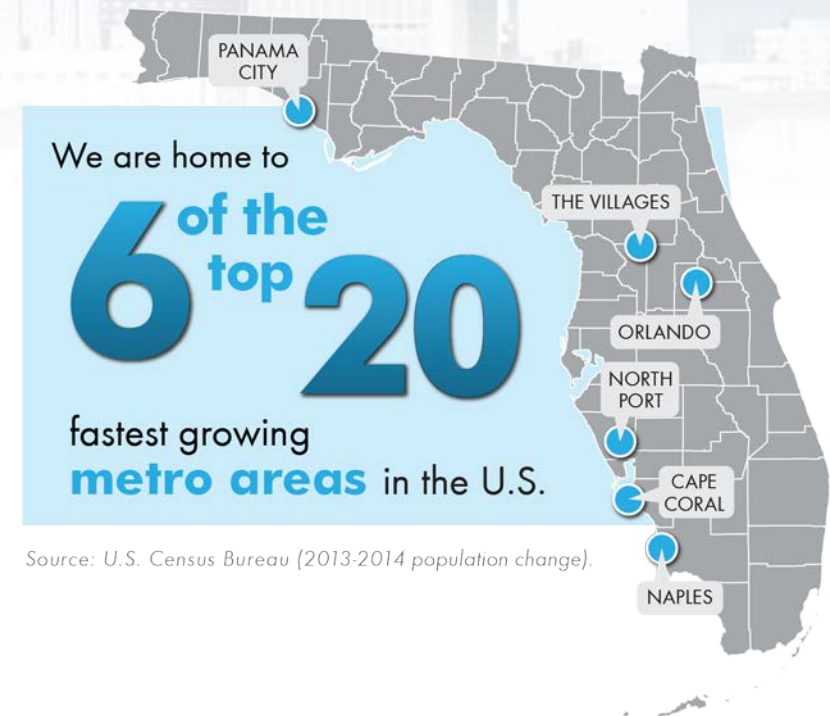 PANAMA
CITY
We are home to
6 of the
top 20
fastest growing
metro areas in the U.S.
THE VILLAGES
ORLANDO
NORTH
PORT
CAPE
CORAL
NAPLES
Source: U.S. Census Bureau (2013-2014 population change).